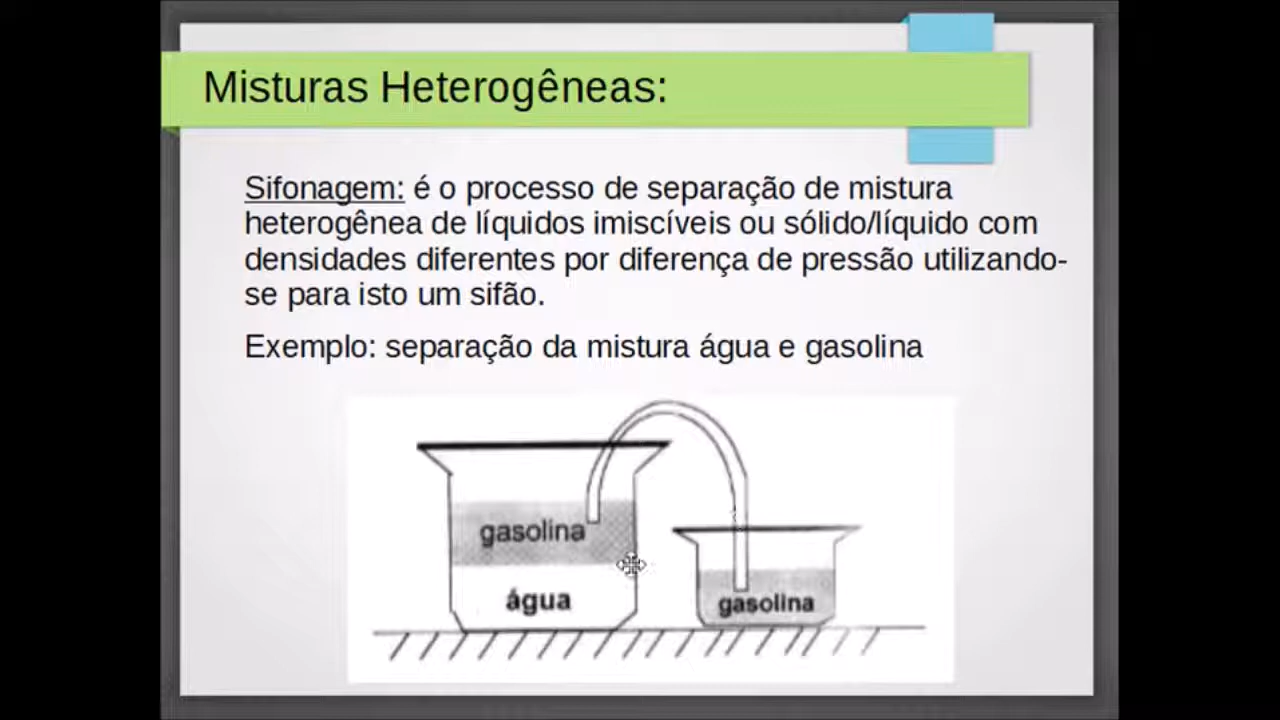 Misturas Heterogêneas:
Sifonagem: é o processo de separação de mistura
heterogênea de líquidos imiscíveis ou sólido/líquido com
densidades diferentes por diferença de pressão utilizando-
se para isto um sifão.
Exemplo: separação da mistura água e gasolina
gasolina
água
gasolina